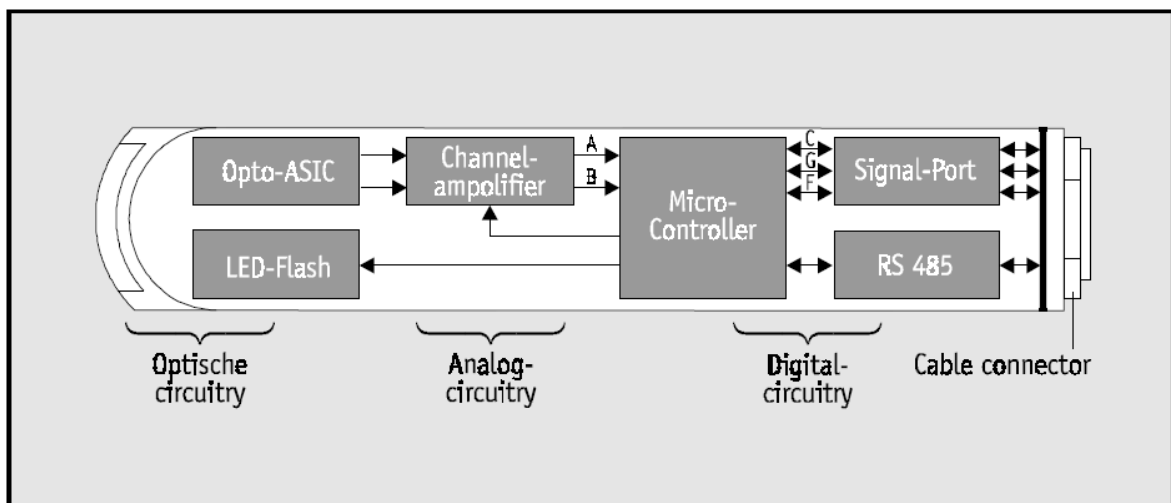 Opto-ASIC
Channel-
ampolifier
A
B
Micro-
Controller
C
G
F
Signal-Port
LED-Flash
RS 485
Optische
circuitry
Analog-
circuitry
Digital-
circuitry
Cable connector